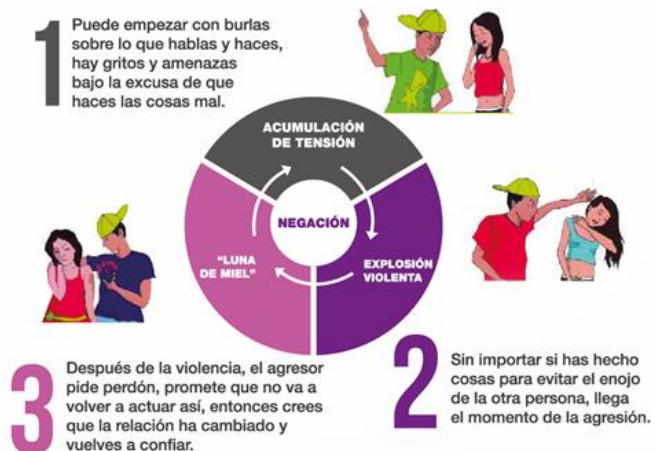 1
Puede empezar con burlas
sobre lo que hablas y haces,
hay gritos y amenazas
bajo la excusa de que
haces las cosas mal.
ACUMULACIÓN
DE TENSIÓN
NEGACIÓN
"LUNA
DE MIEL"
EXPLOSIÓN
VIOLENTA
2
Sin importar si has hecho
cosas para evitar el enojo
de la otra persona, llega
el momento de la agresión.
3
Después de la violencia, el agresor
pide perdón, promete que no va a
volver a actuar así, entonces crees
que la relación ha cambiado y
vuelves a confiar.